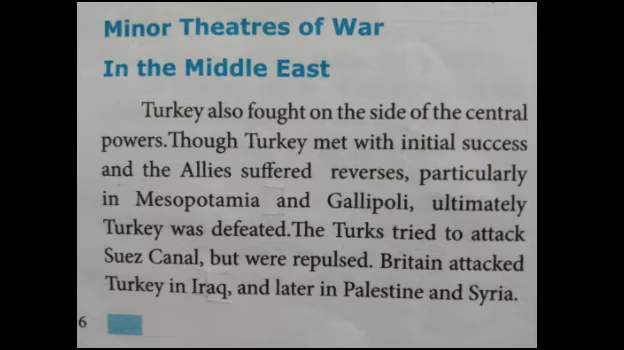 Minor Theatres of War
In the Middle East
Turkey also fought on the side of the central
powers.Though Turkey met with initial success
and the Allies suffered reverses, particularly
in Mesopotamia and Gallipoli, ultimately
Turkey was defeated.The Turks tried to attack
Suez Canal, but were repulsed. Britain attacked
Turkey in Iraq, and later in Palestine and Syria.
6